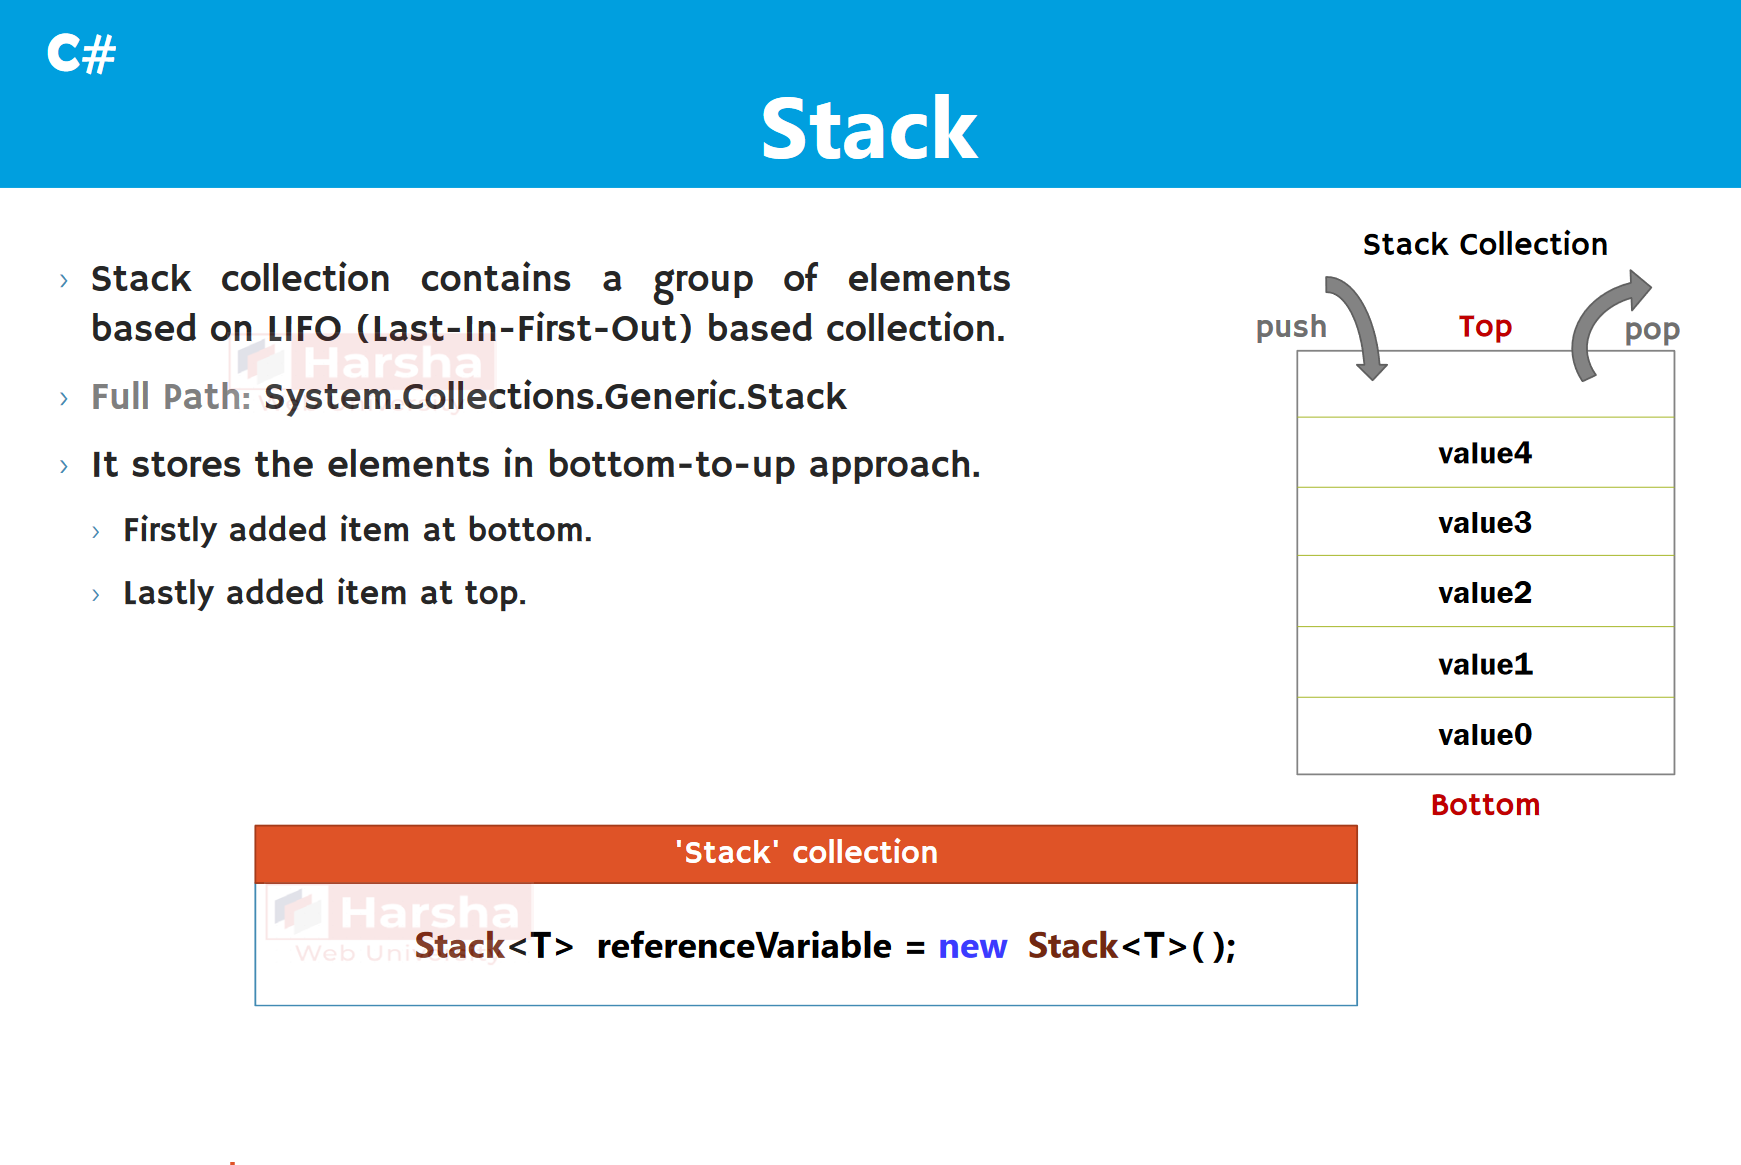 C#
Stack
Stack collection contains a group of elements
based on LIFO (Last-In-First-Out) based collection.
Full Path: System.Collections.Generic.Stack
It stores the elements in bottom-to-up approach.
Firstly added item at bottom.
Lastly added item at top.
Stack Collection
push
Top
pop
value4
value3
value2
value1
value0
Bottom
'Stack' collection
Stack<T> referenceVariable = new Stack<T>( );
Harsha
Web University
Harsha
Web University